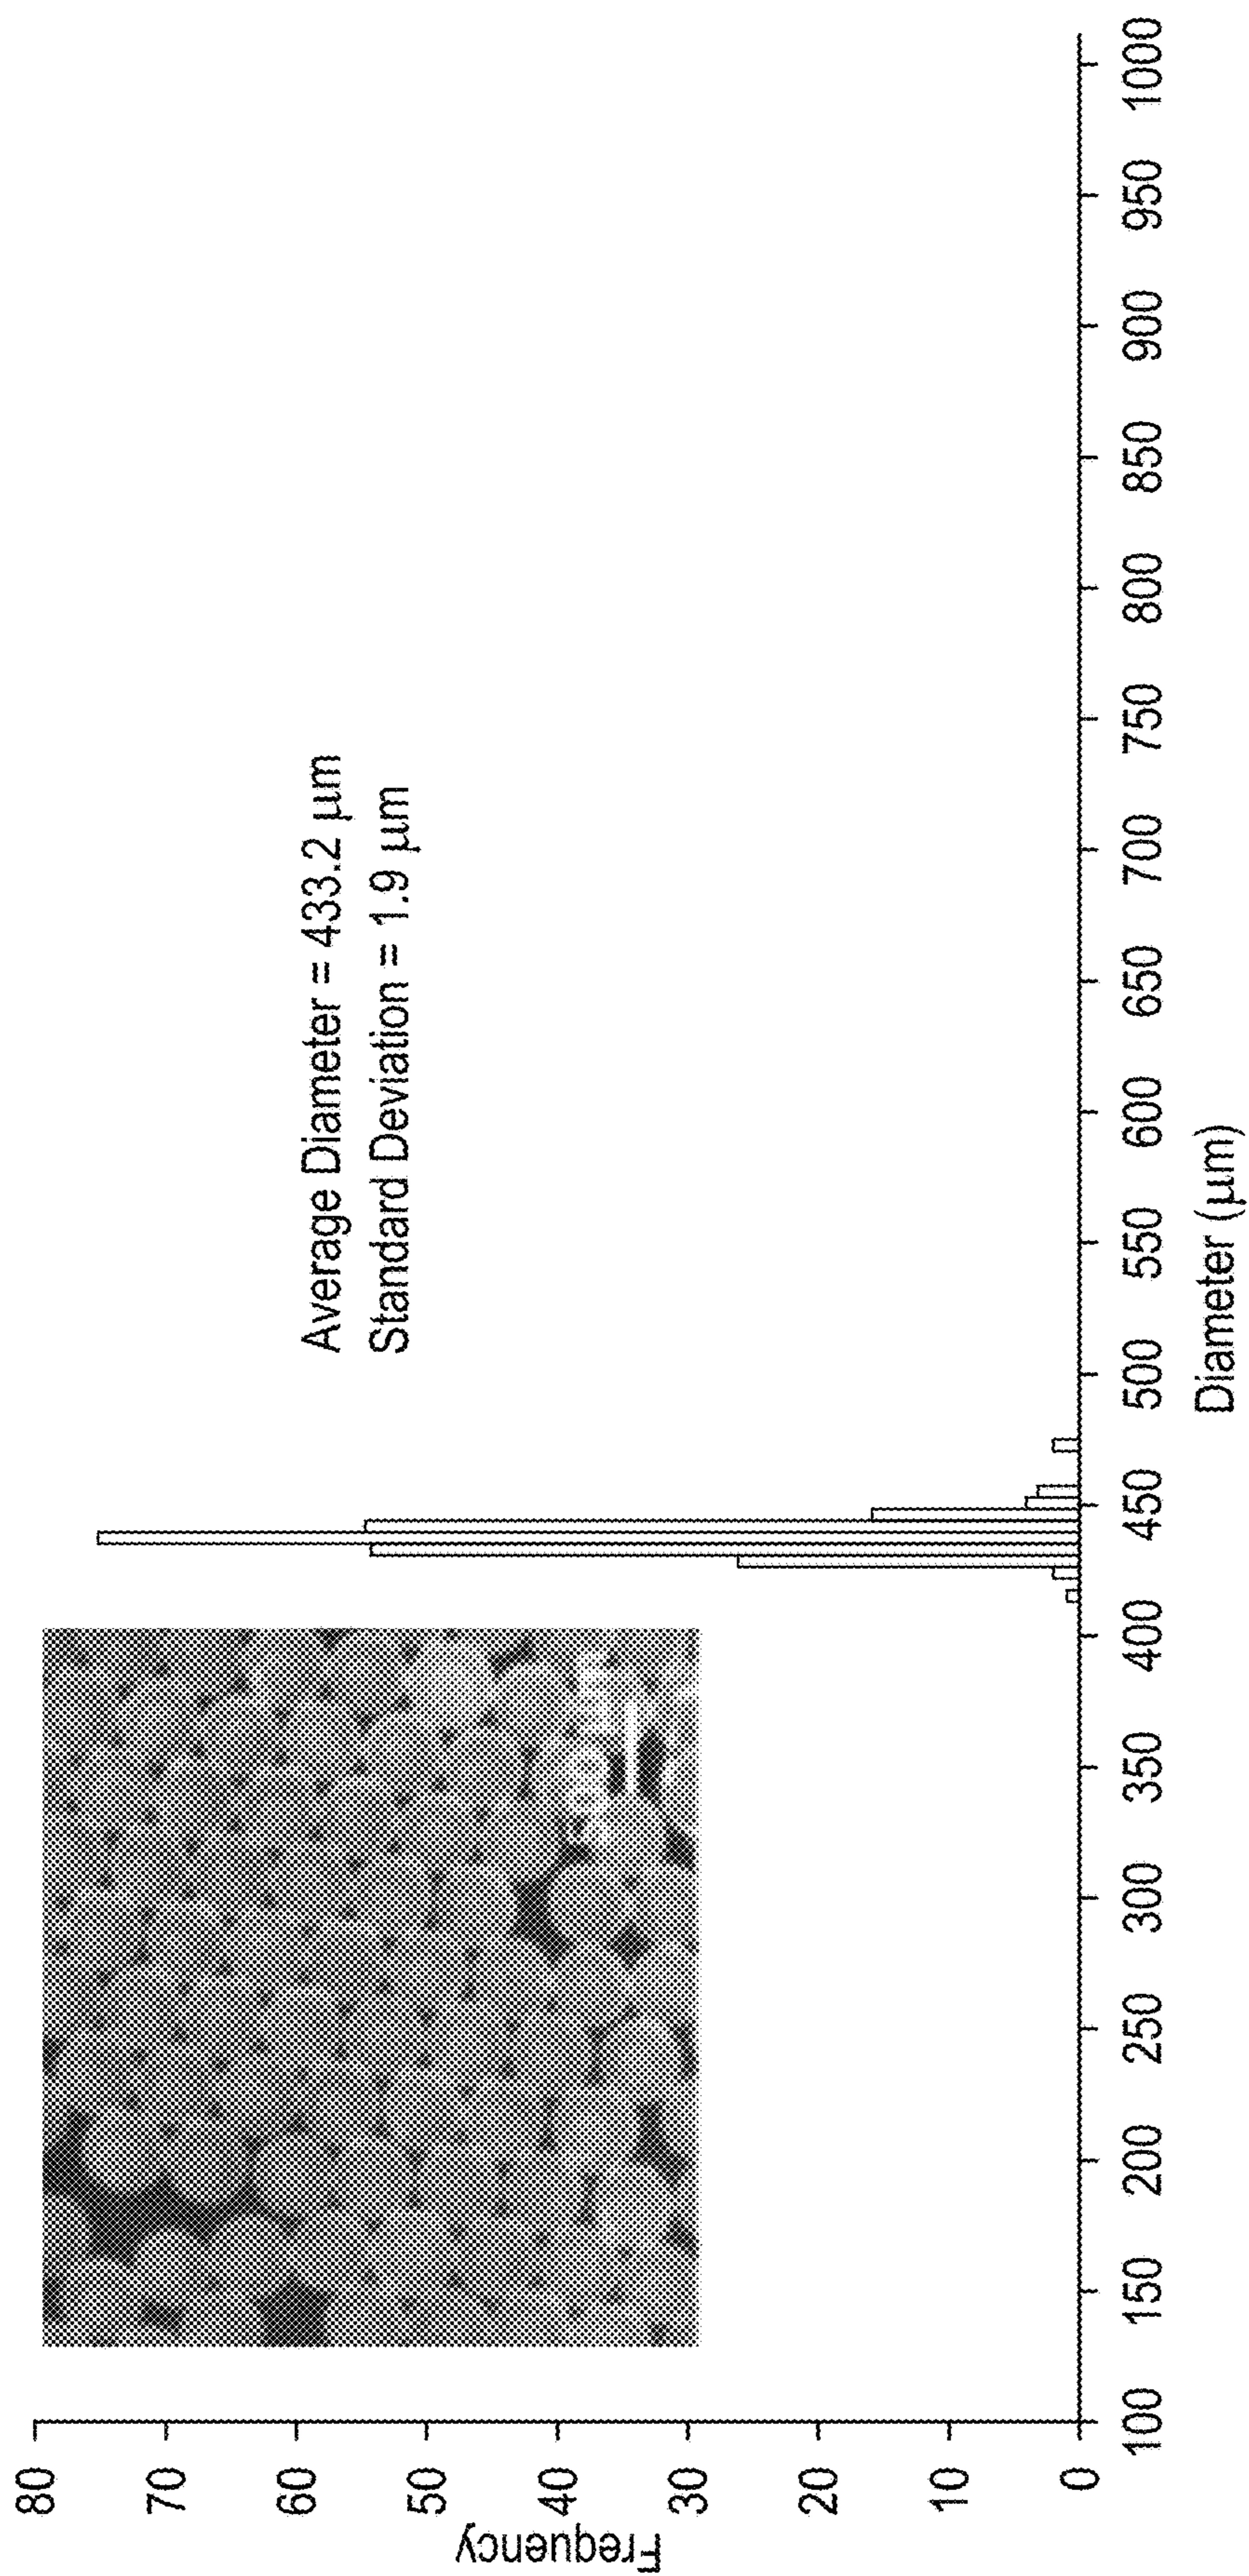 80
70
60
50
40
30
20
10
0
Frequency
Average Diameter = 433.2 μm
Standard Deviation = 1.9 μm
100 150 200 250 300 350 400 450 500 550 600 650 700 750 800 850 900 950 1000
Diameter (μm)